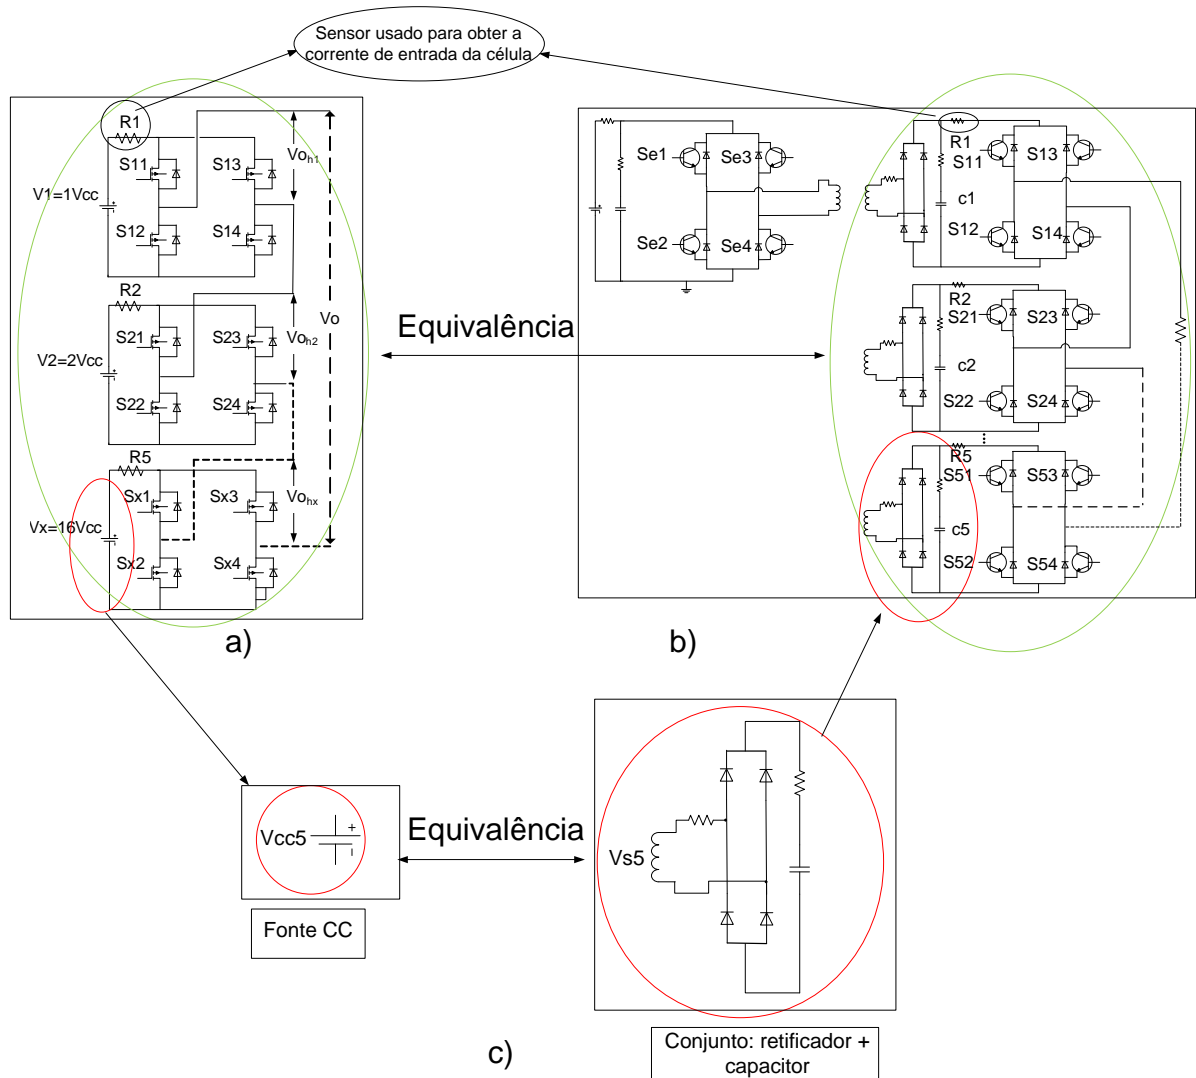 Sensor usado para obter a
corrente de entrada da célula
R1
S11
S13
Vo_h1
V1=1Vcc
S12
S14
R2
S21
S23
Vo_h2
Vo
V2=2Vcc
S22
S24
R5
Sx1
Sx3
Vo_hx
Vx=16Vcc
Sx2
Sx4
a)
Equivalência
Se1
Se3
Se2
Se4
R1
S11
S13
c1
S12
S14
R2
S21
S23
c2
S22
S24
R5
S51
S53
c5
S52
S54
b)
Vcc5
+
Fonte CC
Equivalência
Vs5
Conjunto: retificador +
capacitor
c)